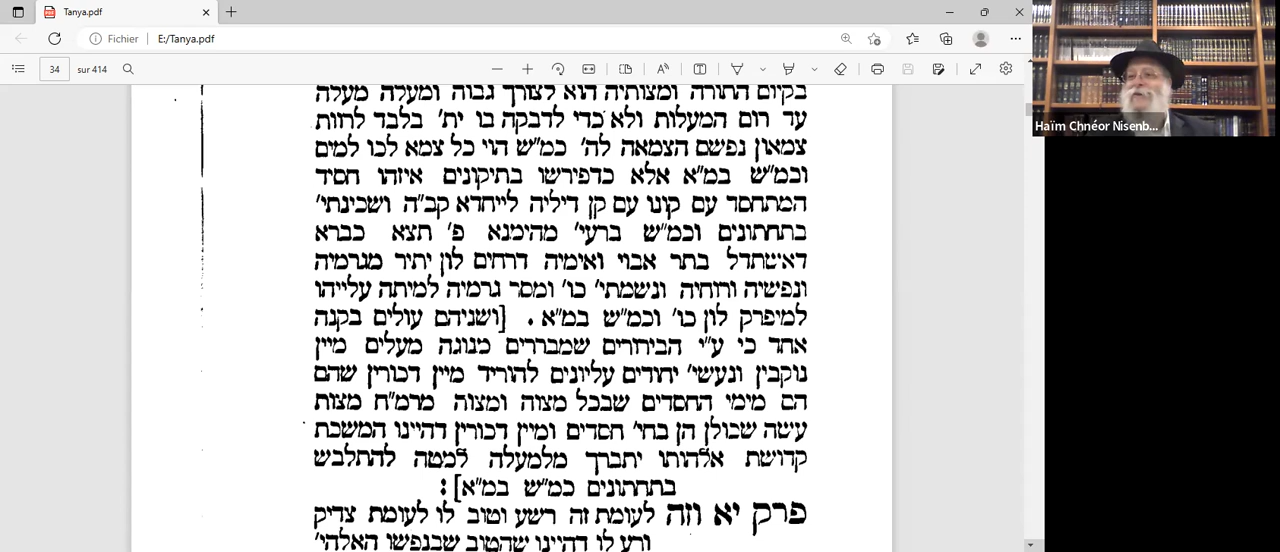 Tanya.pdf
Fichier
E:/Tanya.pdf
34
sur 414
Haïm Chnéor Nisenb...
בקיום התורה ומצותיה הוא לצורך גבוה ומעלה מעלה
עד רום המעלות ולא כדי לדבקה בו ית' בלבד לרוות
צמאון נפשם הצמאה לה' כמ"ש הוי כל צמא לכו למים
וכמ"ש במ"א אלא כדפירשו בתיקונים איזהו חסיד
המתחסד עם קונו עם קן דיליה לייחדא קב"ה ושכינתי'
בתחתונים וכמ"ש ברעי' מהימנא פ' תצא כברא
דאשתדל בתר אבוי ואימיה דרחים לון יתיר מגרמיה
ונפשיה ורוחיה ונשמתי' כו' ומסר גרמיה למיתה עלייהו
למיפרק לון כו' וכמ"ש במ"א . [ושניהם עולים בקנה
אחד כי ע"י הבירורים שמבררים מנוגה מעלים מיין
נוקבין ונעשי' יחודים עליונים להוריד מיין דכורין שהם
הם מימי החסדים שבכל מצוה ומצוה מרמ"ח מצות
עשה שכולן הן בחי' חסדים ומיין דכורין דהיינו המשכת
קדושת אלהותו יתברך מלמעלה למטה להתלבש
בתחתונים כמ"ש במ"א] :
פרק יא וזה לעומת זה רשע וטוב לו לעומת צדיק
ורע לו דהיינו שהטוב שבנפשו האלהי'